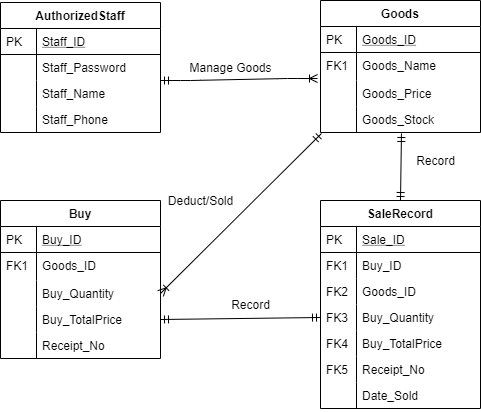 AuthorizedStaff
PK Staff_ID
Staff_Password
Staff_Name
Staff_Phone
Manage Goods
Goods
PK Goods_ID
FK1 Goods_Name
Goods_Price
Goods_Stock
Deduct/Sold
Record
Buy
PK Buy_ID
FK1 Goods_ID
Buy_Quantity
Buy_TotalPrice
Receipt_No
Record
SaleRecord
PK Sale_ID
FK1 Buy_ID
FK2 Goods_ID
FK3 Buy_Quantity
FK4 Buy_TotalPrice
FK5 Receipt_No
Date_Sold